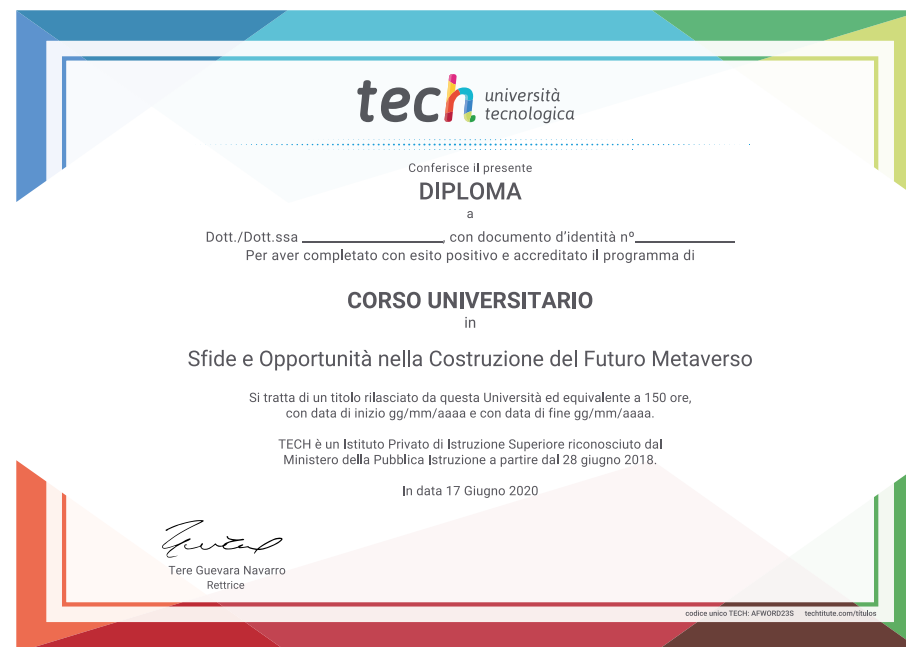 tech università
tecnologica
Conferisce il presente
DIPLOMA
a
Dott./Dott.ssa ____________________, con documento d'identità nº______________
Per aver completato con esito positivo e accreditato il programma di
CORSO UNIVERSITARIO
in
Sfide e Opportunità nella Costruzione del Futuro Metaverso
Si tratta di un titolo rilasciato da questa Università ed equivalente a 150 ore,
con data di inizio gg/mm/aaaa e con data di fine gg/mm/aaaa.
TECH è un Istituto Privato di Istruzione Superiore riconosciuto dal
Ministero della Pubblica Istruzione a partire dal 28 giugno 2018.
In data 17 Giugno 2020
Tere Guevara Navarro
Rettrice
codice unico TECH: AFWORD23S techtitute.com/titulos